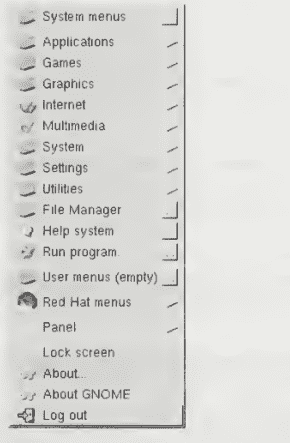 System menus
Applications
Games
Graphics
Internet
Multimedia
System
Settings
Utilities
File Manager
Help system
Run program.
User menus (empty)
Red Hat menus
Panel
Lock screen
About...
About GNOME
Log out